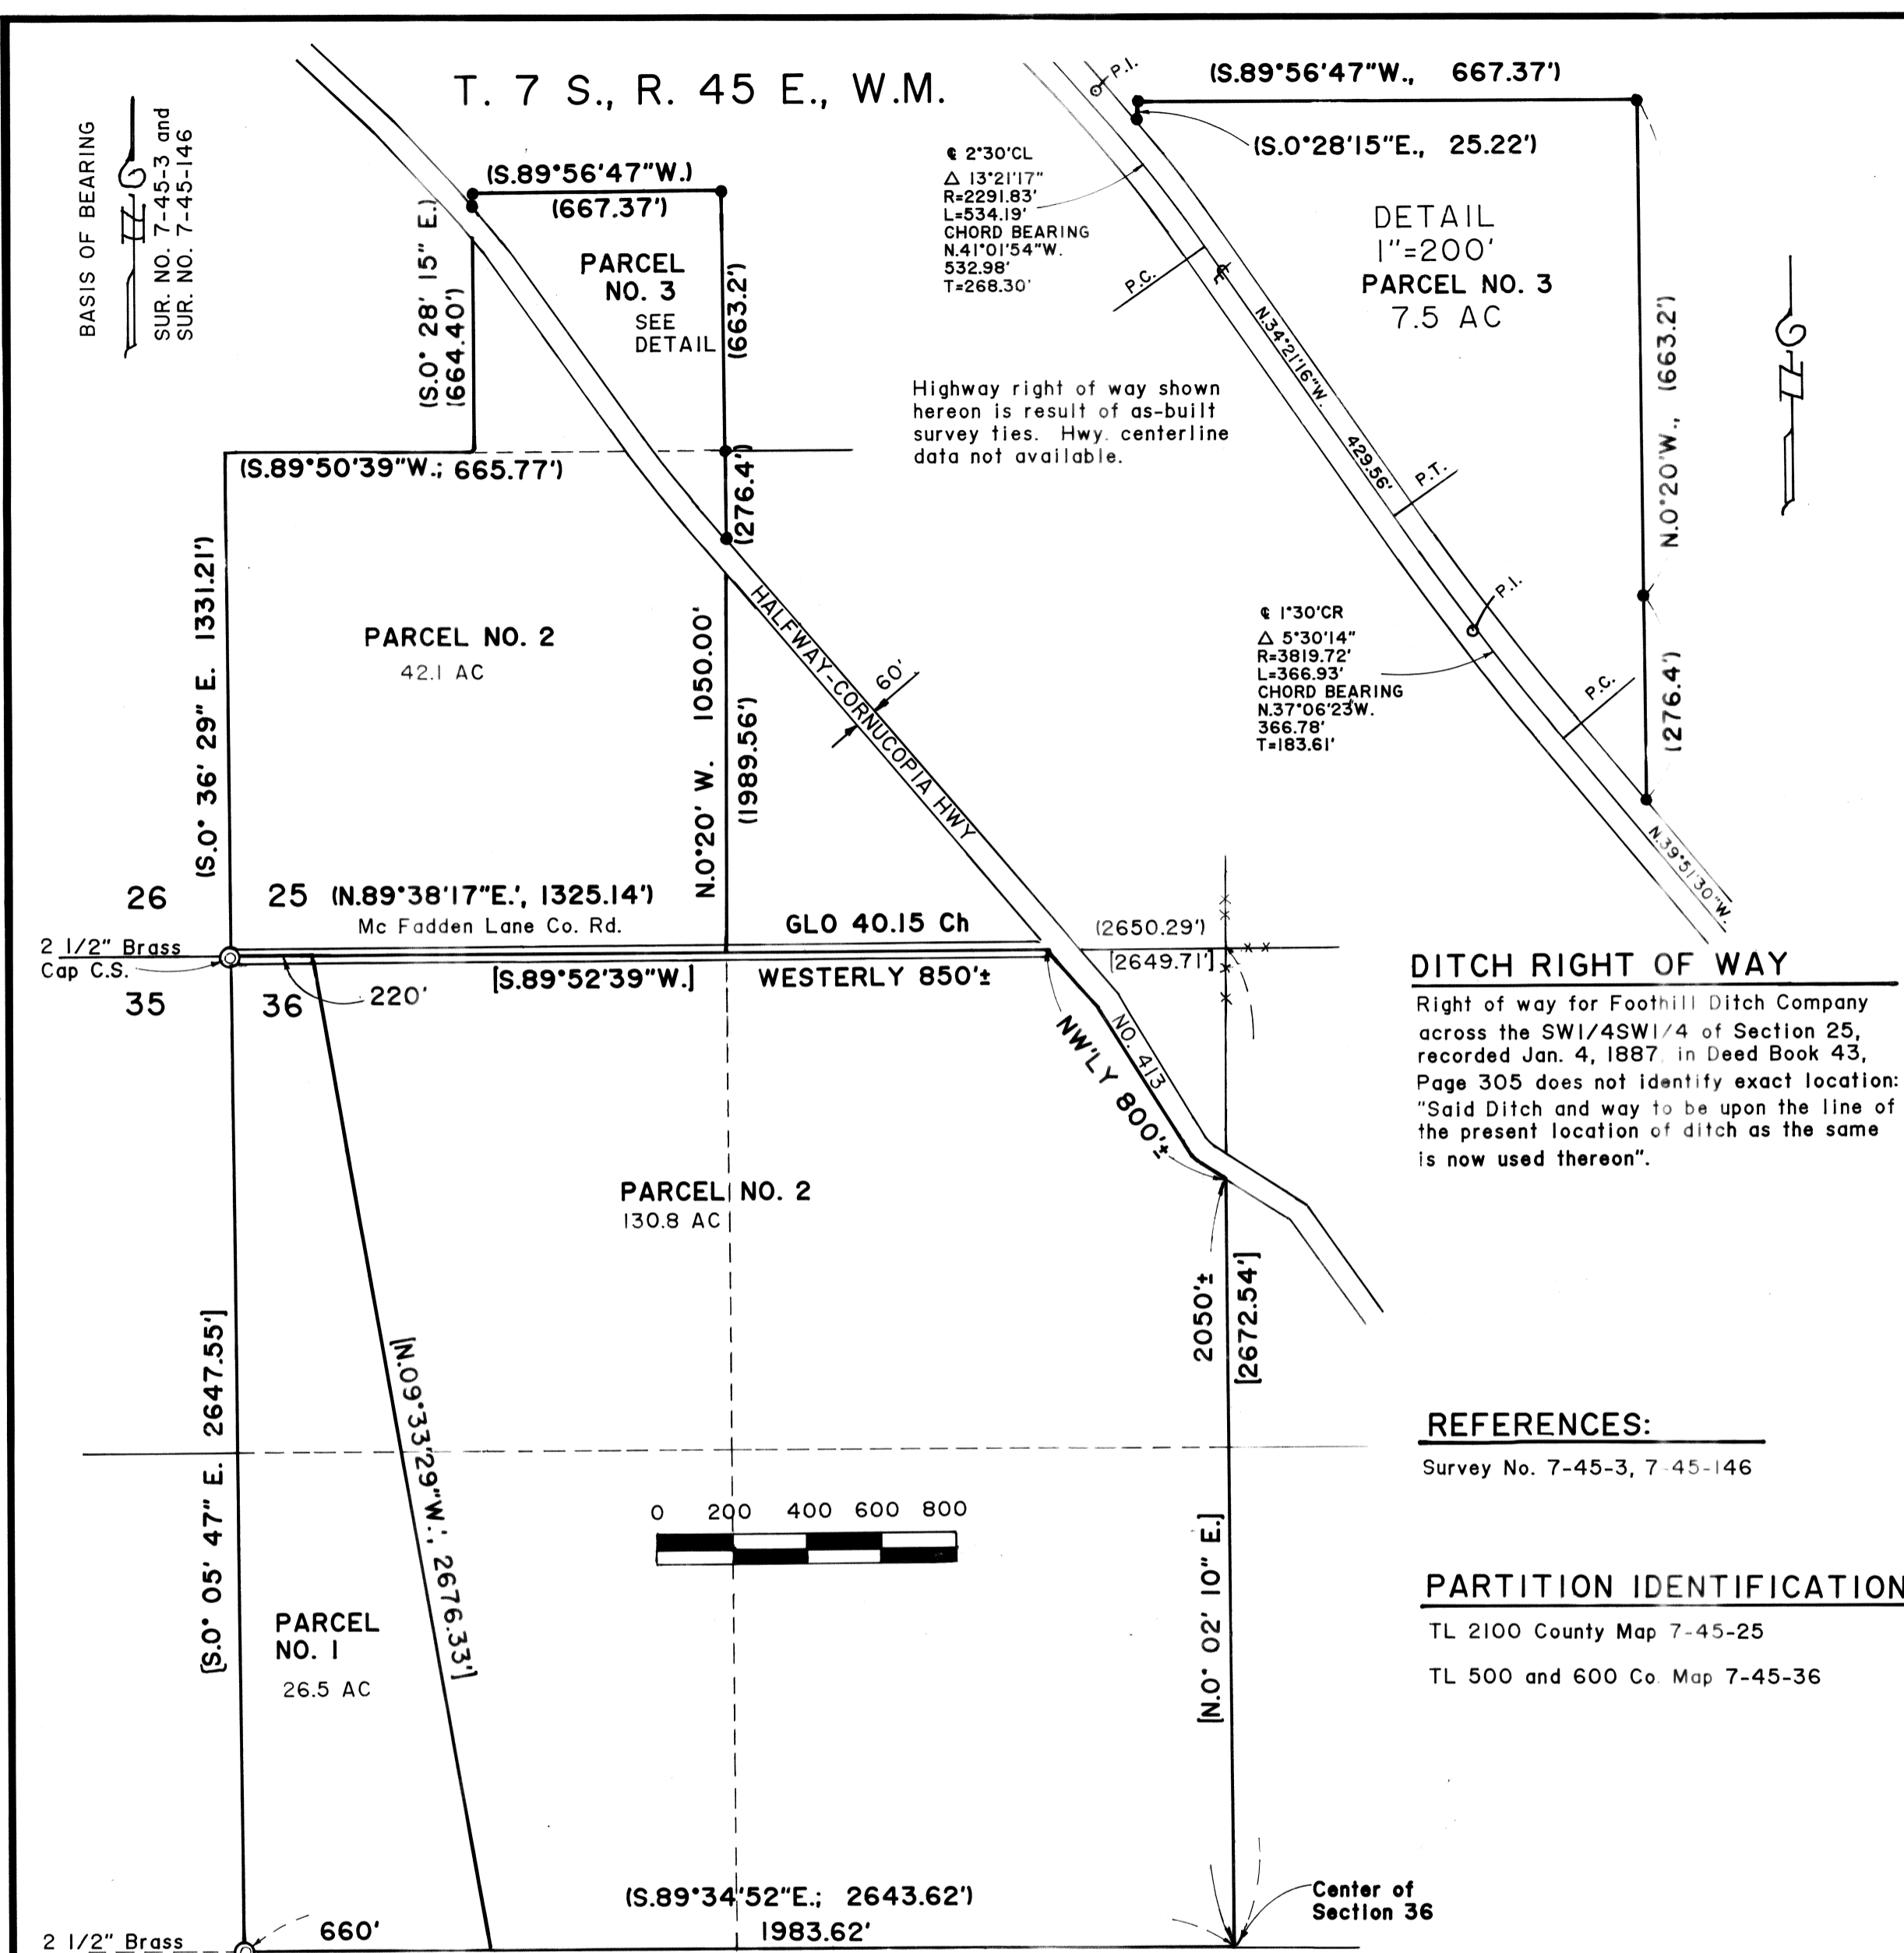 T. 7 S., R. 45 E., W.M.
BASIS OF BEARING
SUR. NO. 7-45-3 and
SUR. NO. 7-45-146
(S.89°56'47"W.)
(667.37')
(S.0° 28' 15" E.)
(664.40')
PARCEL
NO. 3
SEE
DETAIL
(663.2')
(S.89°50'39"W.; 665.77')
(276.4')
(S.0° 36' 29" E. 1331.21')
PARCEL NO. 2
42.1 AC
N.0°20' W. 1050.00'
(1989.56')
HALFWAY-CORNUCOPIA HWY
60'
P.I.
(S.89°56'47"W., 667.37')
(S.0°28'15"E., 25.22')
℄ 2°30'CL
△ 13°21'17"
R=2291.83'
L=534.19'
CHORD BEARING
N.41°01'54"W.
532.98'
T=268.30'
P.C.
DETAIL
1"=200'
PARCEL NO. 3
7.5 AC
N.34°21'16"W.
429.56'
P.T.
N.0°20'W., (663.2')
Highway right of way shown
hereon is result of as-built
survey ties. Hwy. centerline
data not available.
P.I.
℄ 1°30'CR
△ 5°30'14"
R=3819.72'
L=366.93'
CHORD BEARING
N.37°06'23"W.
366.78'
T=183.61'
P.C.
(276.4')
N.39°51'30"W.
26
25
(N.89°38'17"E.', 1325.14')
Mc Fadden Lane Co. Rd.
GLO 40.15 Ch
(2650.29')
2 1/2" Brass
Cap C.S.
[S.89°52'39"W.]
WESTERLY 850'±
[2649.71']
35
36
220'
NO. 413
NW'LY 800'±
DITCH RIGHT OF WAY
Right of way for Foothill Ditch Company
across the SW1/4SW1/4 of Section 25,
recorded Jan. 4, 1887 in Deed Book 43,
Page 305 does not identify exact location:
"Said Ditch and way to be upon the line of
the present location of ditch as the same
is now used thereon".
PARCEL NO. 2
130.8 AC
2050'±
[2672.54']
[S.0° 05' 47" E. 2647.55']
[N.09°33'29"W.; 2676.33']
REFERENCES:
Survey No. 7-45-3, 7-45-146
0 200 400 600 800
[N.0° 02' 10" E.]
PARTITION IDENTIFICATION
TL 2100 County Map 7-45-25
TL 500 and 600 Co. Map 7-45-36
PARCEL
NO. 1
26.5 AC
(S.89°34'52"E.; 2643.62')
Center of
Section 36
660'
1983.62'
2 1/2" Brass